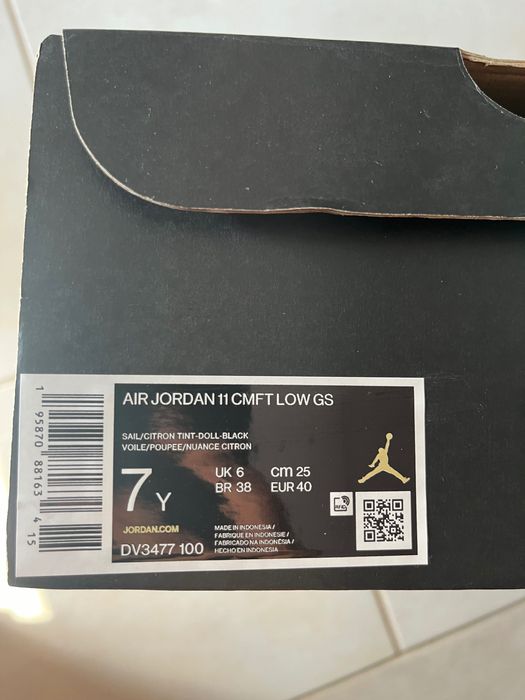 AIR JORDAN 11 CMFT LOW GS
SAIL/CITRON TINT-DOLL-BLACK
VOILE/POUPEE/NUANCE CITRON
7 Y
UK 6 cm 25
BR 38 EUR 40
JORDAN.COM
DV3477 100
MADE IN INDONESIA /
FABRIQUE EN INDONESIE /
FABRICADO NA INDONÉSIA /
HECHO EN INDONESIA
RFID
1 95870 88163 4 15